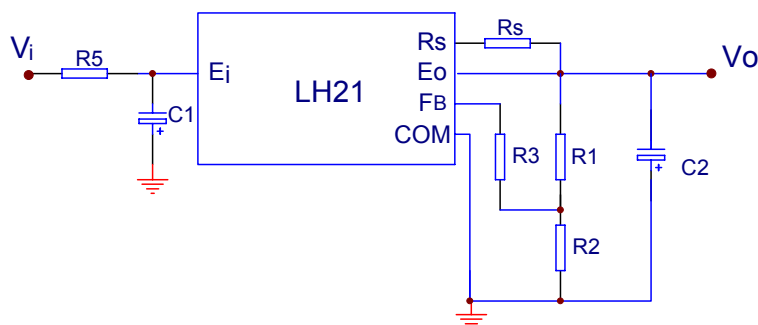 Vi
R5
Ei
C1
+
LH21
Rs
Rs
Eo
Vo
FB
COM
R3
R1
C2
+
R2